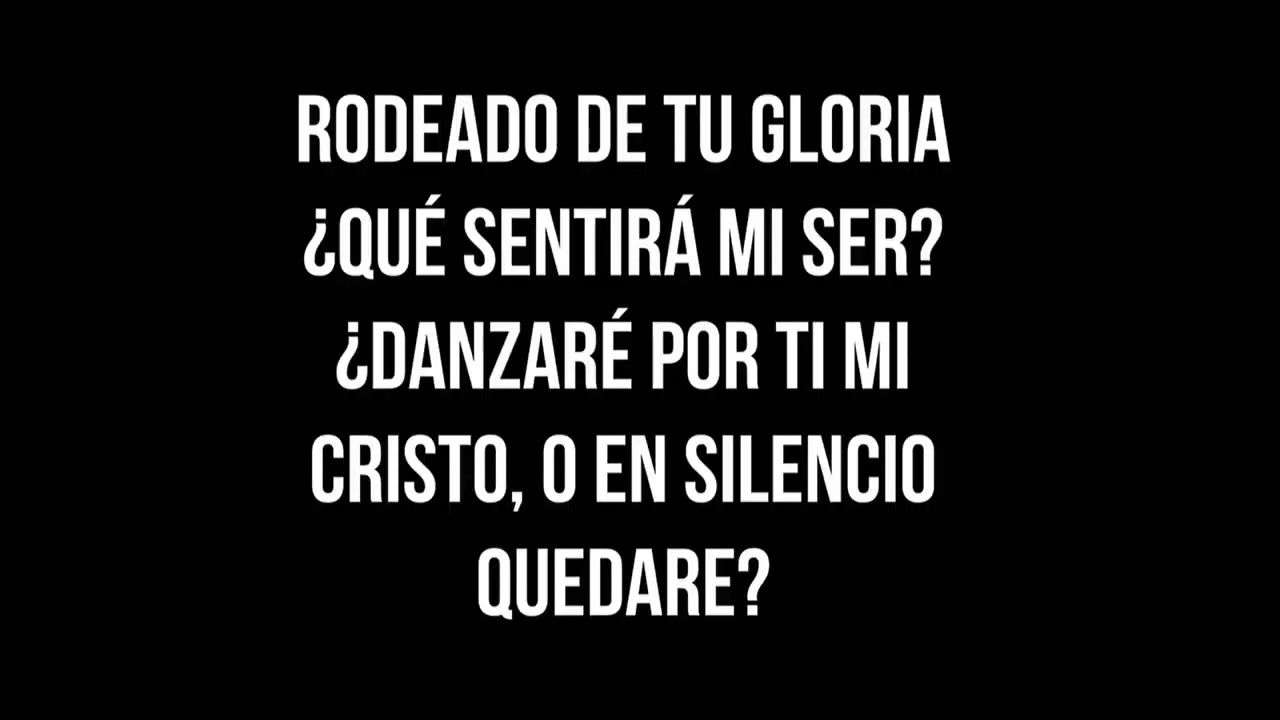 RODEADO DE TU GLORIA
¿QUÉ SENTIRÁ MI SER?
¿DANZARÉ POR TI MI
CRISTO, O EN SILENCIO
QUEDARE?